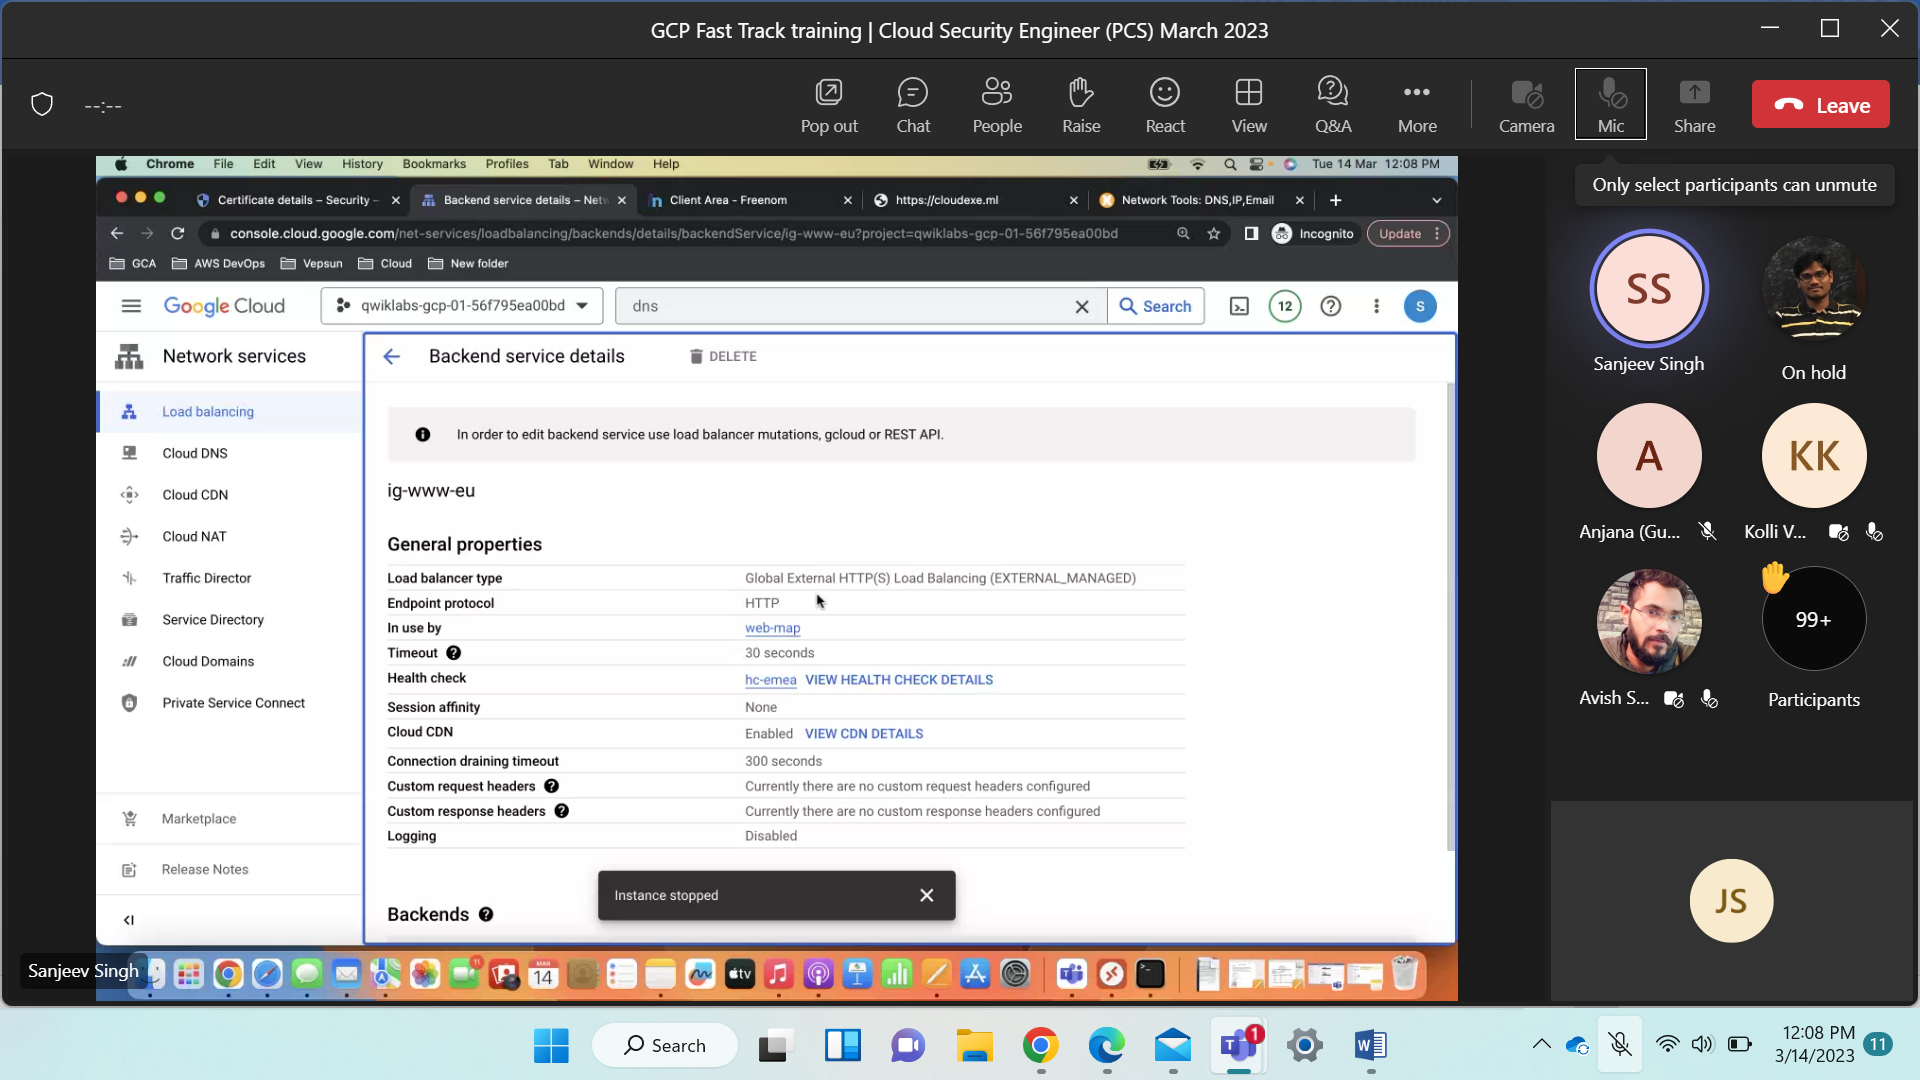 GCP Fast Track training | Cloud Security Engineer (PCS) March 2023
--:--
Pop out
Chat
People
Raise
React
View
Q&A
More
Camera
Mic
Share
Leave
Only select participants can unmute
Chrome File Edit View History Bookmarks Profiles Tab Window Help
Tue 14 Mar 12:08 PM
Certificate details – Security –
Backend service details – Netw
Client Area - Freenom
https://cloudexe.ml
Network Tools: DNS,IP,Email
console.cloud.google.com/net-services/loadbalancing/backends/details/backendService/ig-www-eu?project=qwiklabs-gcp-01-56f795ea00bd
Incognito
Update
GCA
AWS DevOps
Vepsun
Cloud
New folder
Google Cloud
qwiklabs-gcp-01-56f795ea00bd
dns
Search
12
S
Network services
Load balancing
Cloud DNS
Cloud CDN
Cloud NAT
Traffic Director
Service Directory
Cloud Domains
Private Service Connect
Marketplace
Release Notes
Backend service details
DELETE
In order to edit backend service use load balancer mutations, gcloud or REST API.
ig-www-eu
General properties
Load balancer type Global External HTTP(S) Load Balancing (EXTERNAL_MANAGED)
Endpoint protocol HTTP
In use by web-map
Timeout 30 seconds
Health check hc-emea VIEW HEALTH CHECK DETAILS
Session affinity None
Cloud CDN Enabled VIEW CDN DETAILS
Connection draining timeout 300 seconds
Custom request headers Currently there are no custom request headers configured
Custom response headers Currently there are no custom response headers configured
Logging Disabled
Backends
Instance stopped
Sanjeev Singh
MAR
14
11
tv
SS
Sanjeev Singh
On hold
A
Anjana (Gu...
KK
Kolli V...
Avish S...
99+
Participants
JS
Search
1
12:08 PM
3/14/2023
11